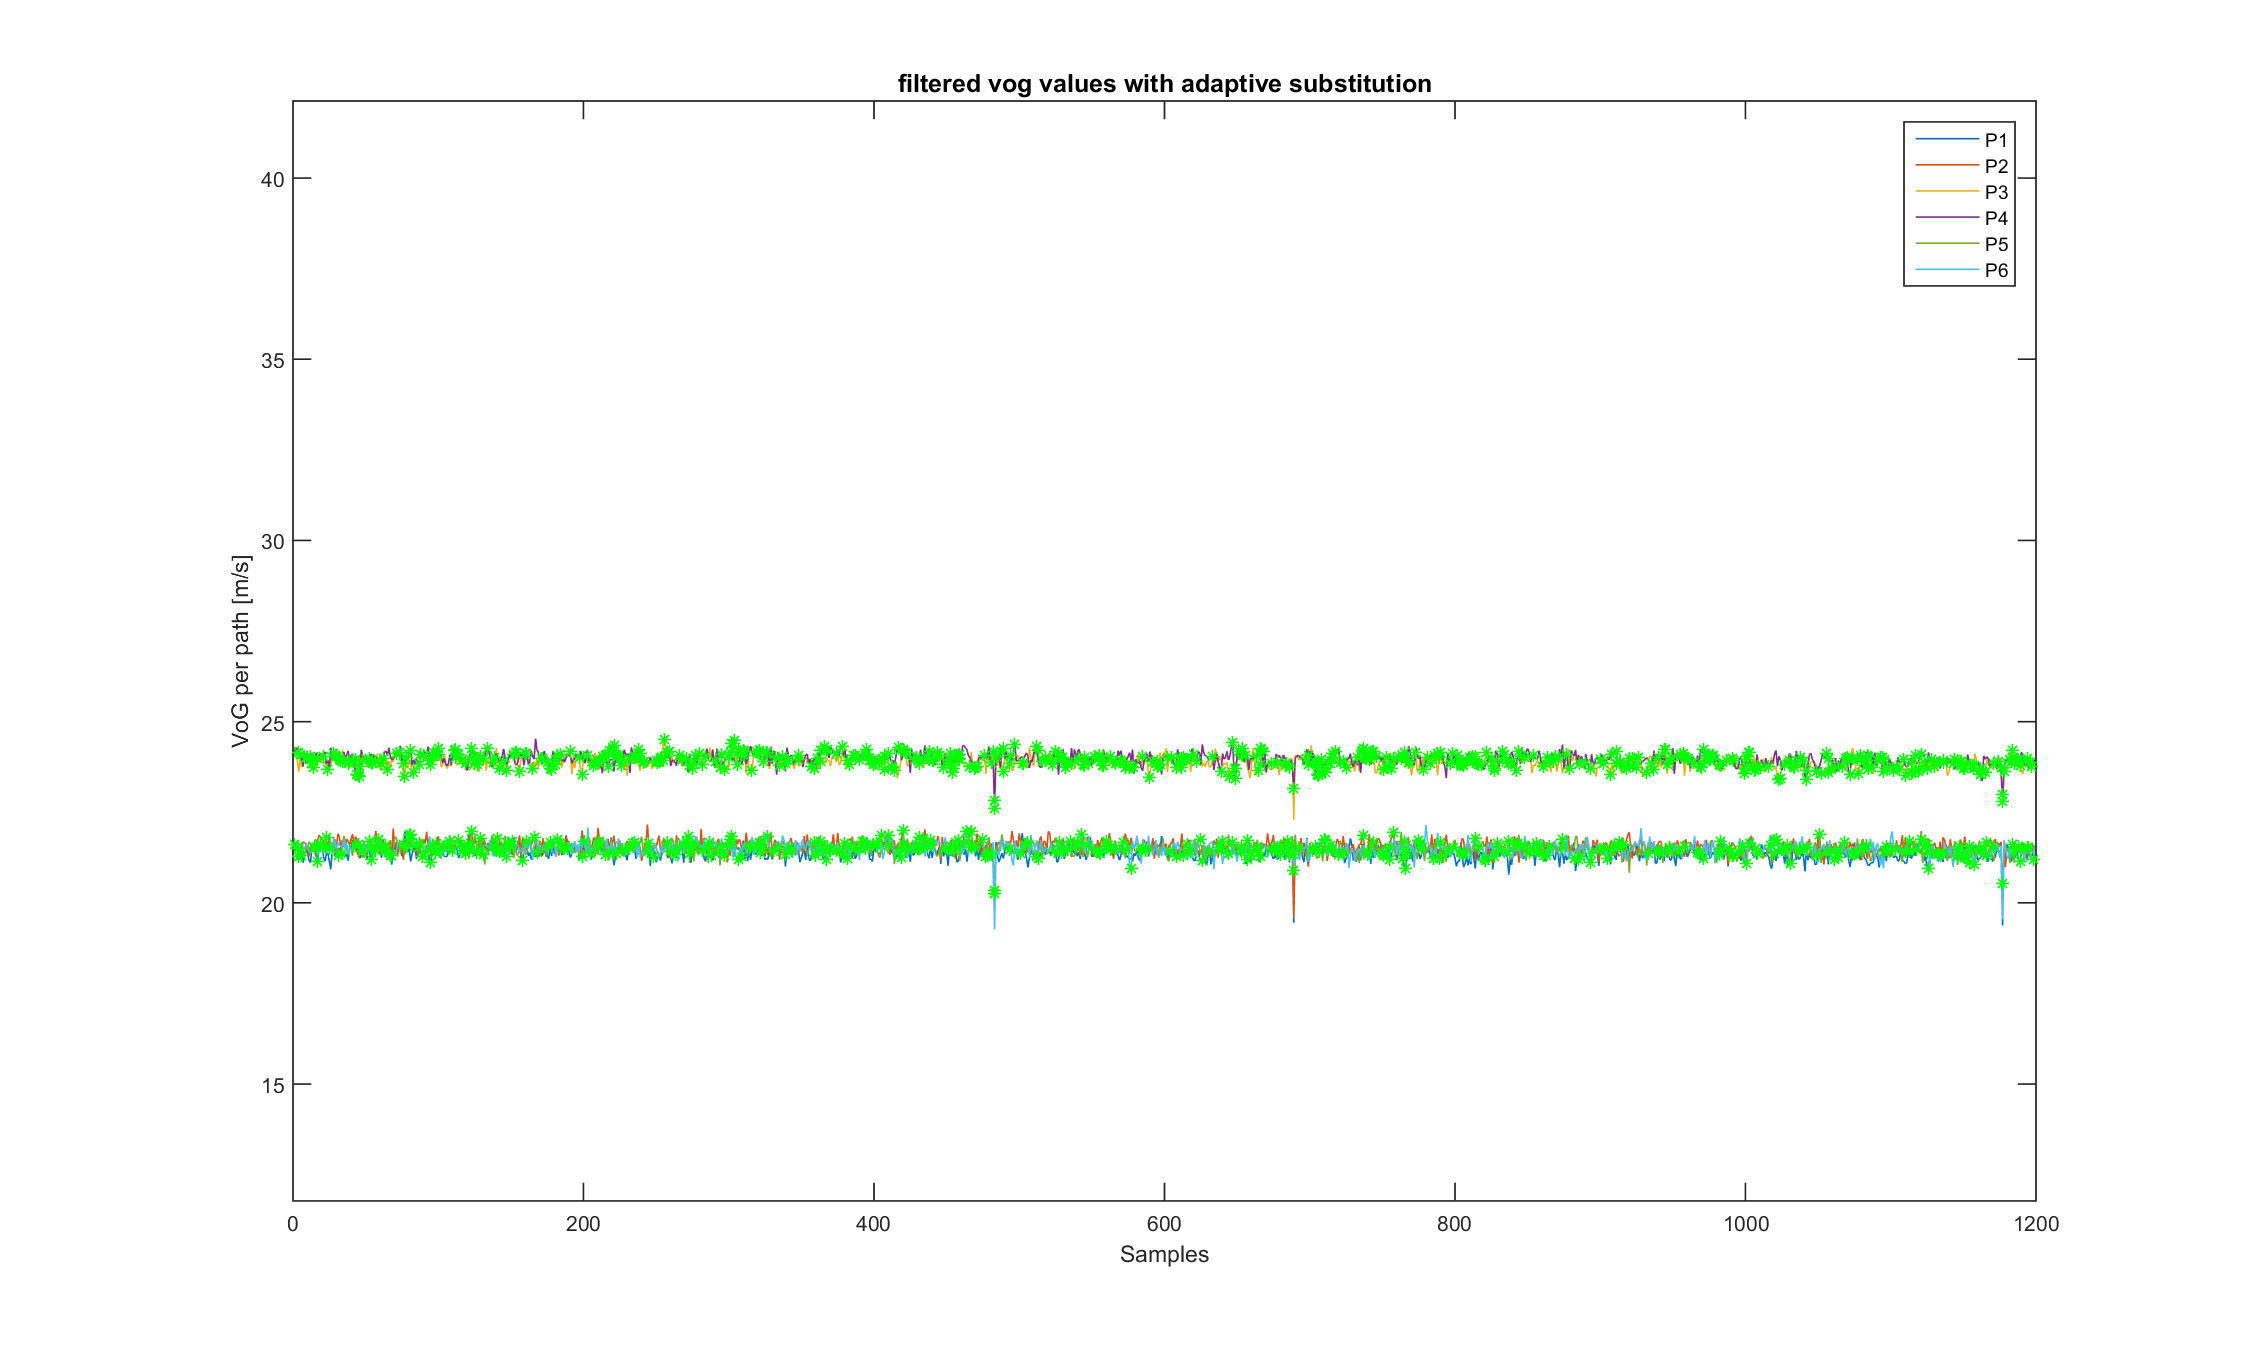 filtered vog values with adaptive substitution
P1
P2
P3
P4
P5
P6
40
35
30
25
20
15
VoG per path [m/s]
0 200 400 600 800 1000 1200
Samples